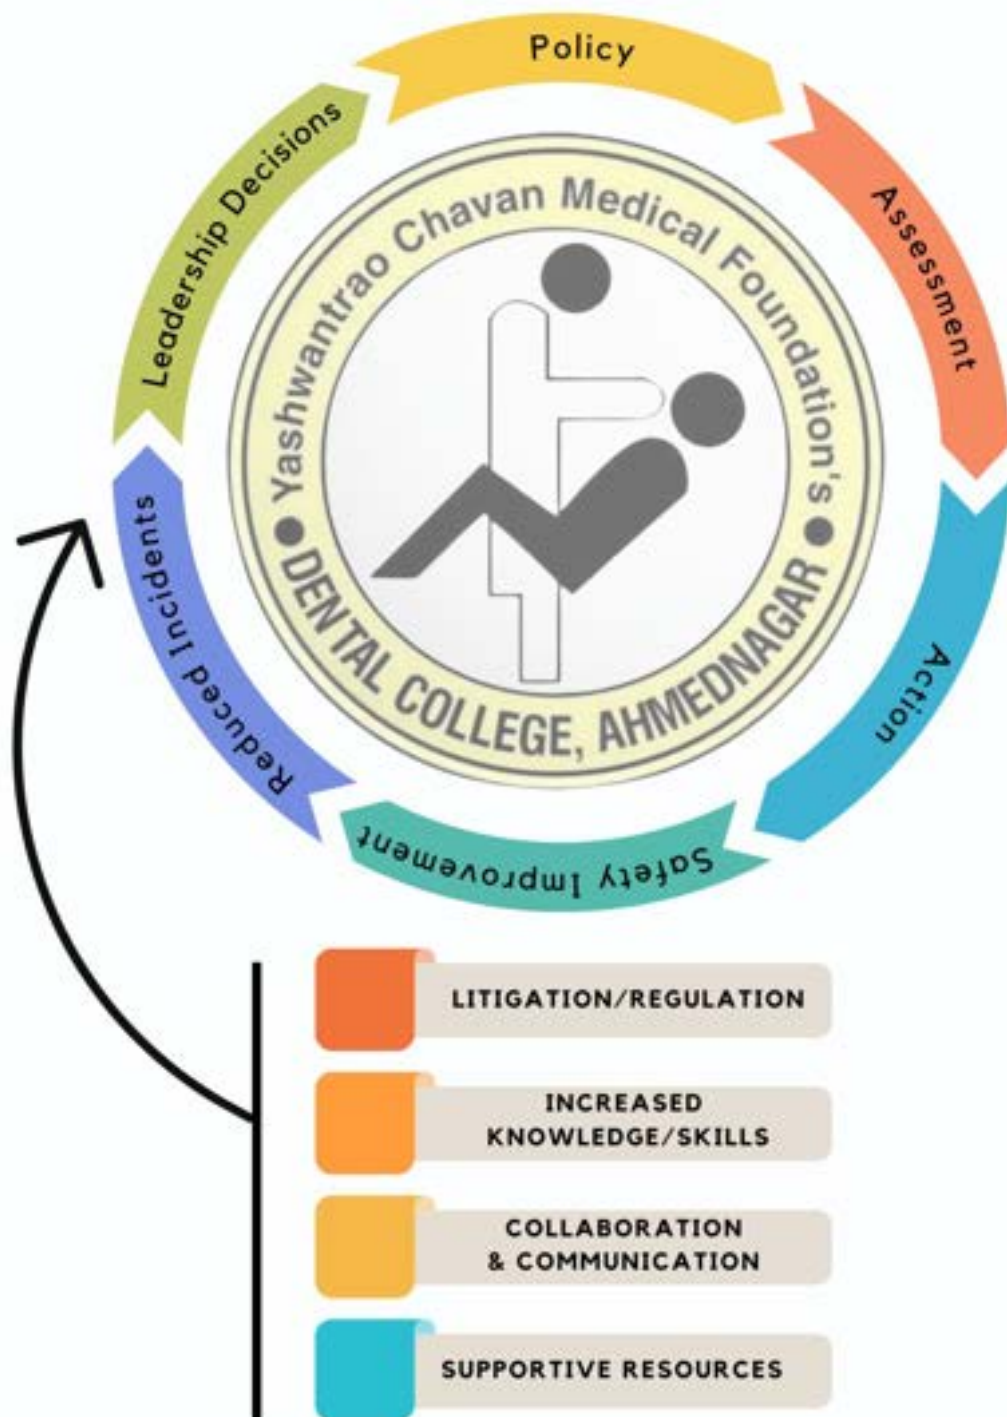 Policy
Assessment
Action
Safety Improvement
Reduced Incidents
Leadership Decisions
Yashwantrao Chavan Medical Foundation's
DENTAL COLLEGE, AHMEDNAGAR
LITIGATION/REGULATION
INCREASED
KNOWLEDGE/SKILLS
COLLABORATION
& COMMUNICATION
SUPPORTIVE RESOURCES